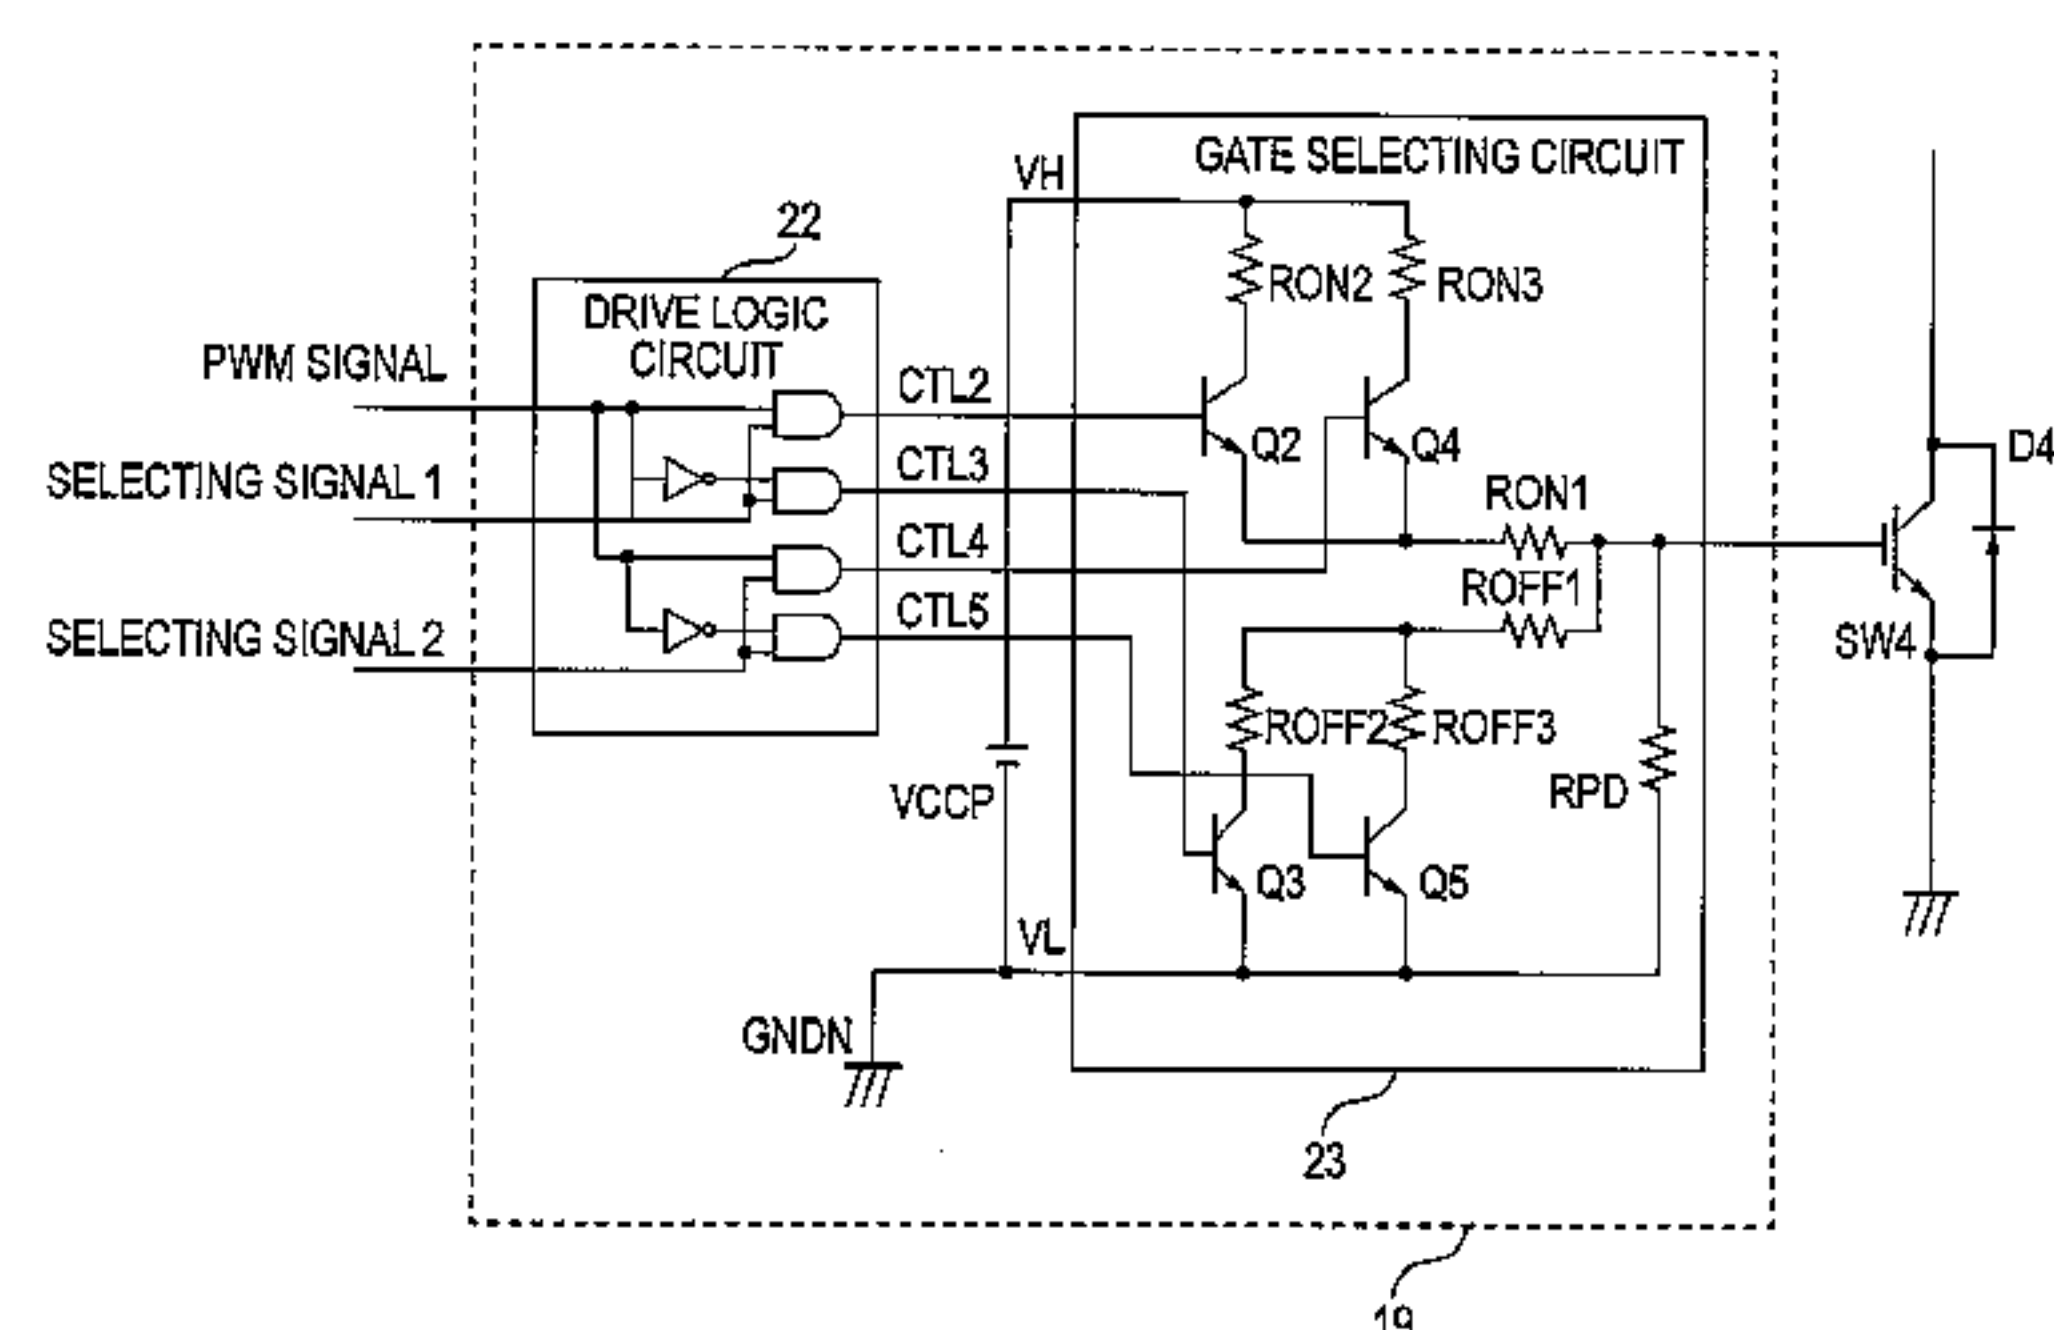 GATE SELECTING CIRCUIT
VH
22
RON2
RON3
DRIVE LOGIC
CIRCUIT
PWM SIGNAL
CTL2
Q2
Q4
D4
SELECTING SIGNAL 1
CTL3
RON1
CTL4
ROFF1
SELECTING SIGNAL 2
CTL5
SW4
ROFF2
ROFF3
VCCP
RPD
Q3
Q5
VL
GNDN
23
19